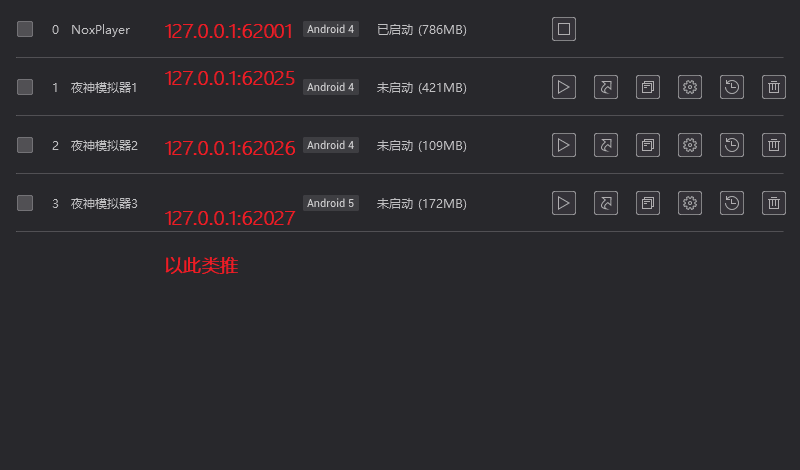 0 NoxPlayer 127.0.0.1:62001 Android 4 已启动 (786MB)
1 夜神模拟器1 127.0.0.1:62025 Android 4 未启动 (421MB)
2 夜神模拟器2 127.0.0.1:62026 Android 4 未启动 (109MB)
3 夜神模拟器3 127.0.0.1:62027 Android 5 未启动 (172MB)
以此类推